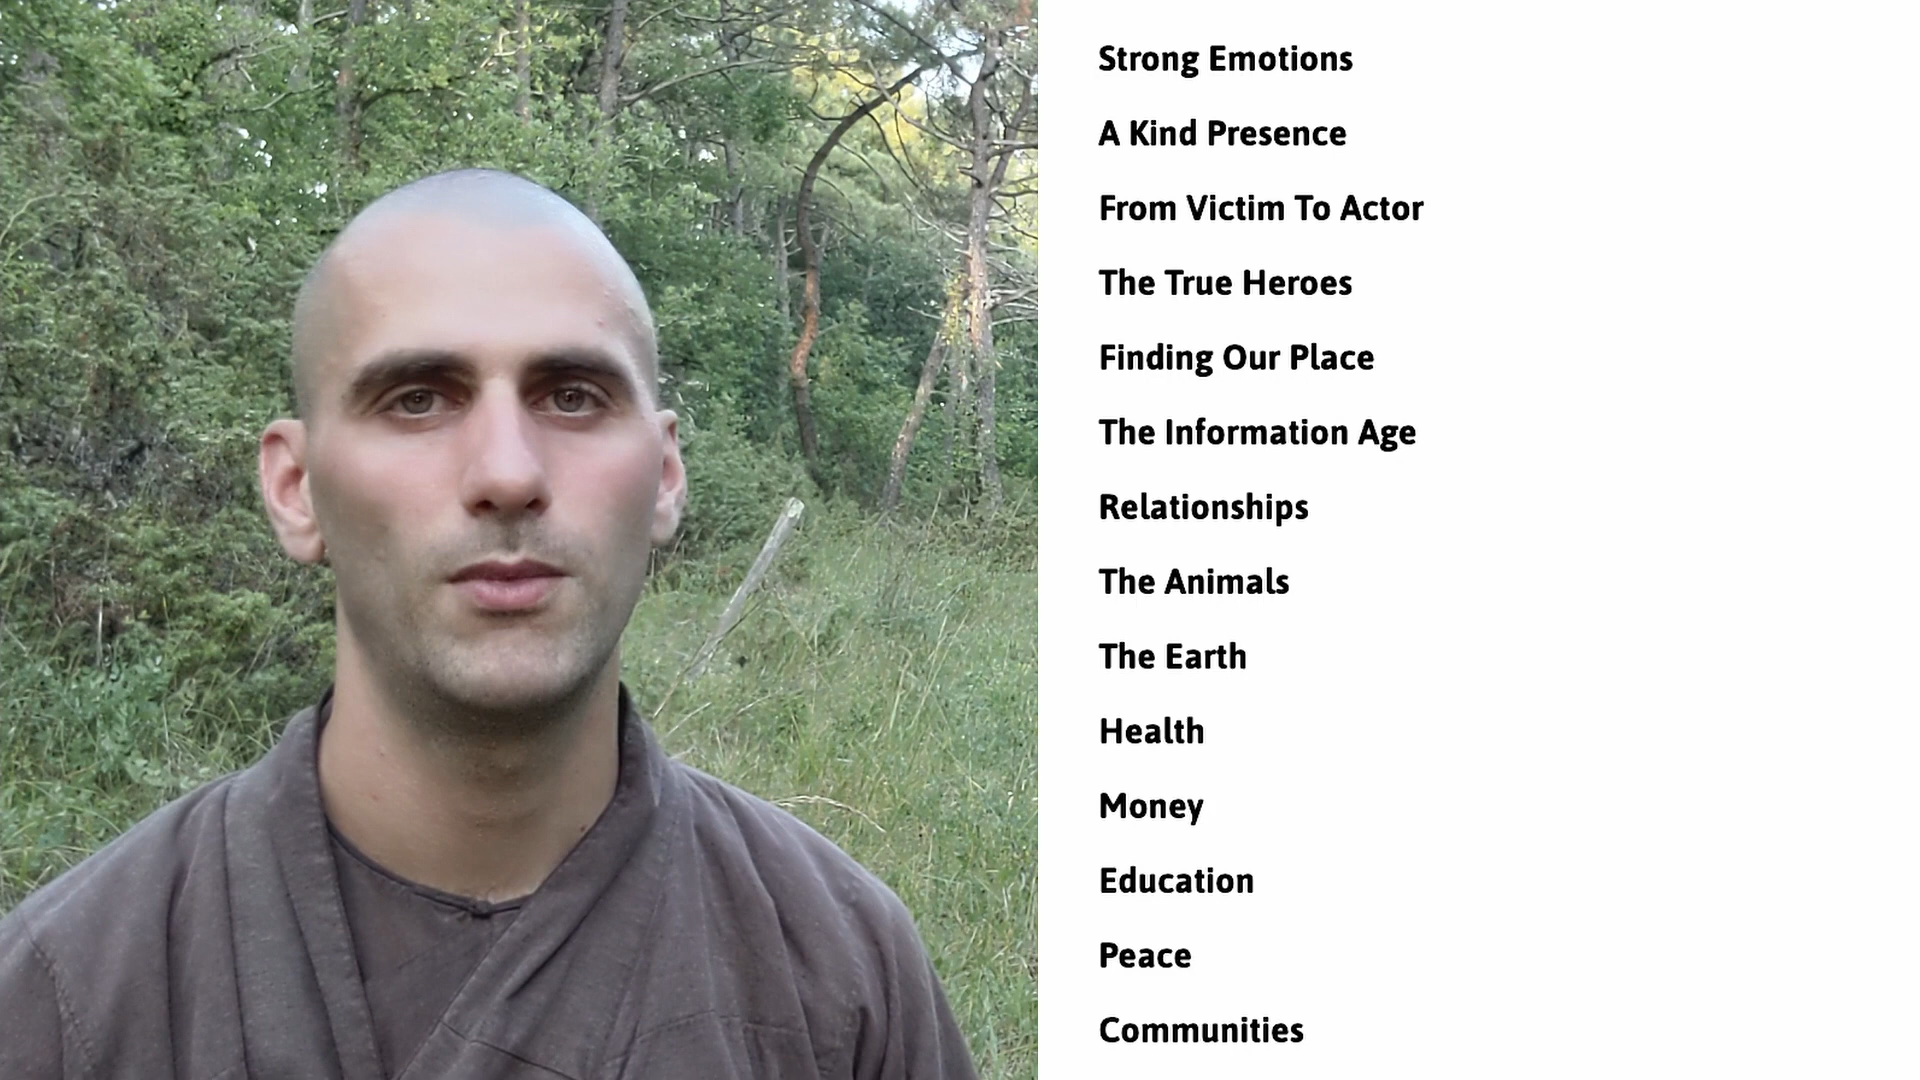 Strong Emotions
A Kind Presence
From Victim To Actor
The True Heroes
Finding Our Place
The Information Age
Relationships
The Animals
The Earth
Health
Money
Education
Peace
Communities